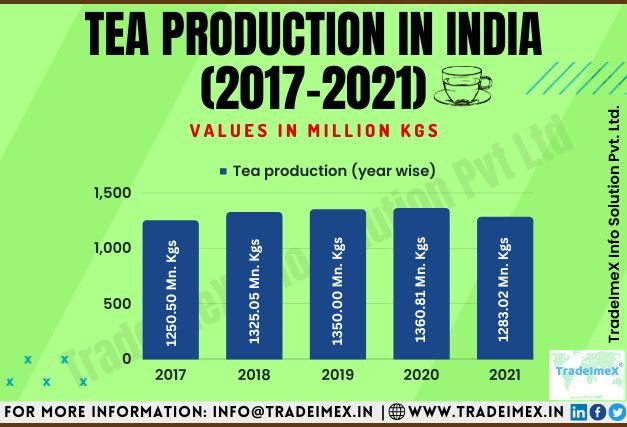 TEA PRODUCTION IN INDIA
(2017-2021)
VALUES IN MILLION KGS
Tea production (year wise)
1,500
1,000
500
0
1250.50 Mn. Kgs
1325.05 Mn. Kgs
1350.00 Mn. Kgs
1360.81 Mn. Kgs
1283.02 Mn. Kgs
2017 2018 2019 2020 2021
TradeImeX Info Solution Pvt Ltd
TradeImeX Info Solution Pvt. Ltd.
x x
x x x
TradeImeX®
FOR MORE INFORMATION: INFO@TRADEIMEX.IN | WWW.TRADEIMEX.IN in f